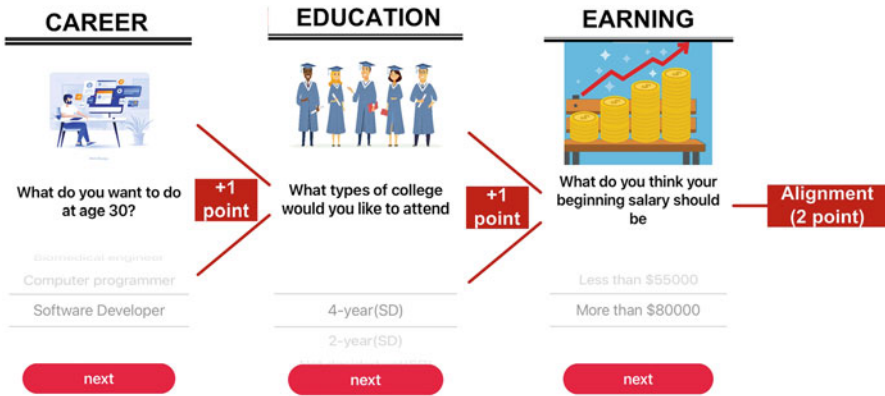 CAREER
What do you want to do
at age 30?
Biomedical engineer
Computer programmer
Software Developer
next
+1
point
EDUCATION
What types of college
would you like to attend
4-year(SD)
2-year(SD)
next
+1
point
EARNING
What do you think your
beginning salary should
be
Less than $55000
More than $80000
next
Alignment
(2 point)